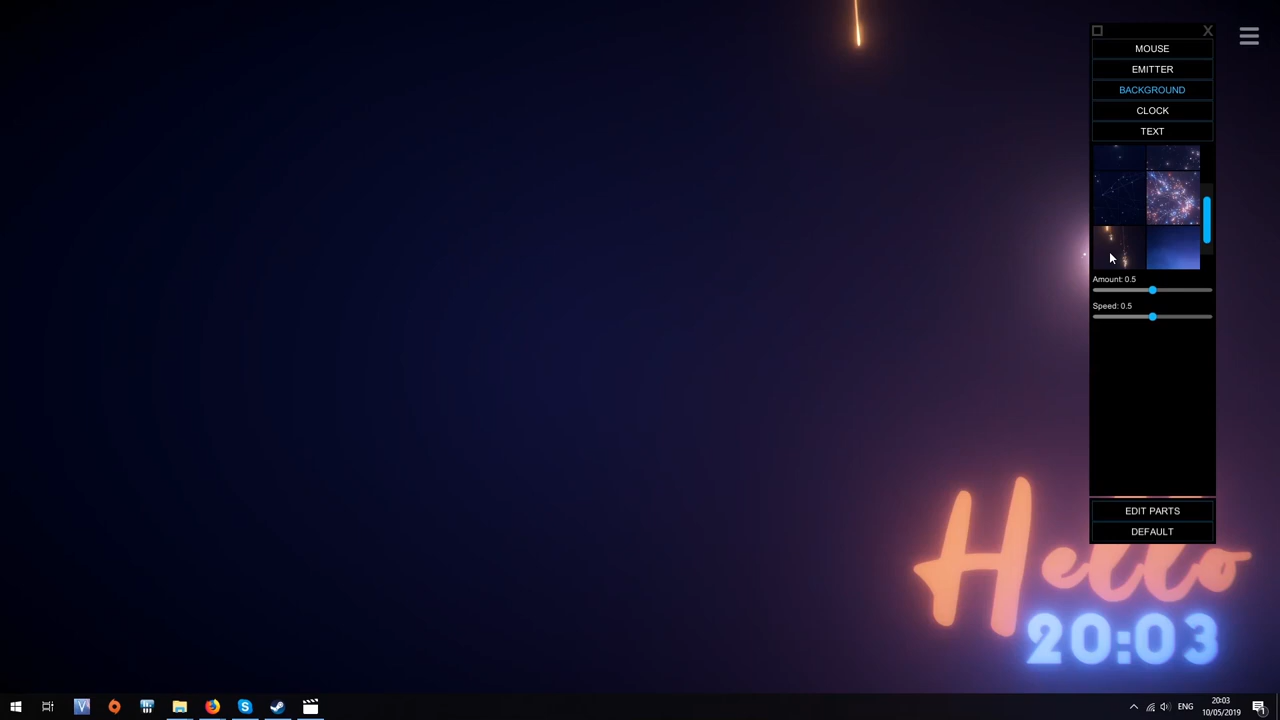 X
MOUSE
EMITTER
BACKGROUND
CLOCK
TEXT
Amount: 0.5
Speed: 0.5
EDIT PARTS
DEFAULT
Hello
20:03
ENG
20:03
10/05/2019
1